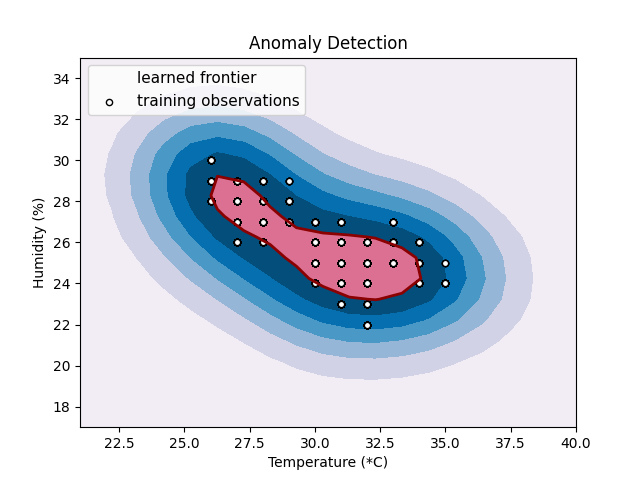 Anomaly Detection
learned frontier
training observations
Humidity (%)
34
32
30
28
26
24
22
20
18
22.5 25.0 27.5 30.0 32.5 35.0 37.5 40.0
Temperature (*C)